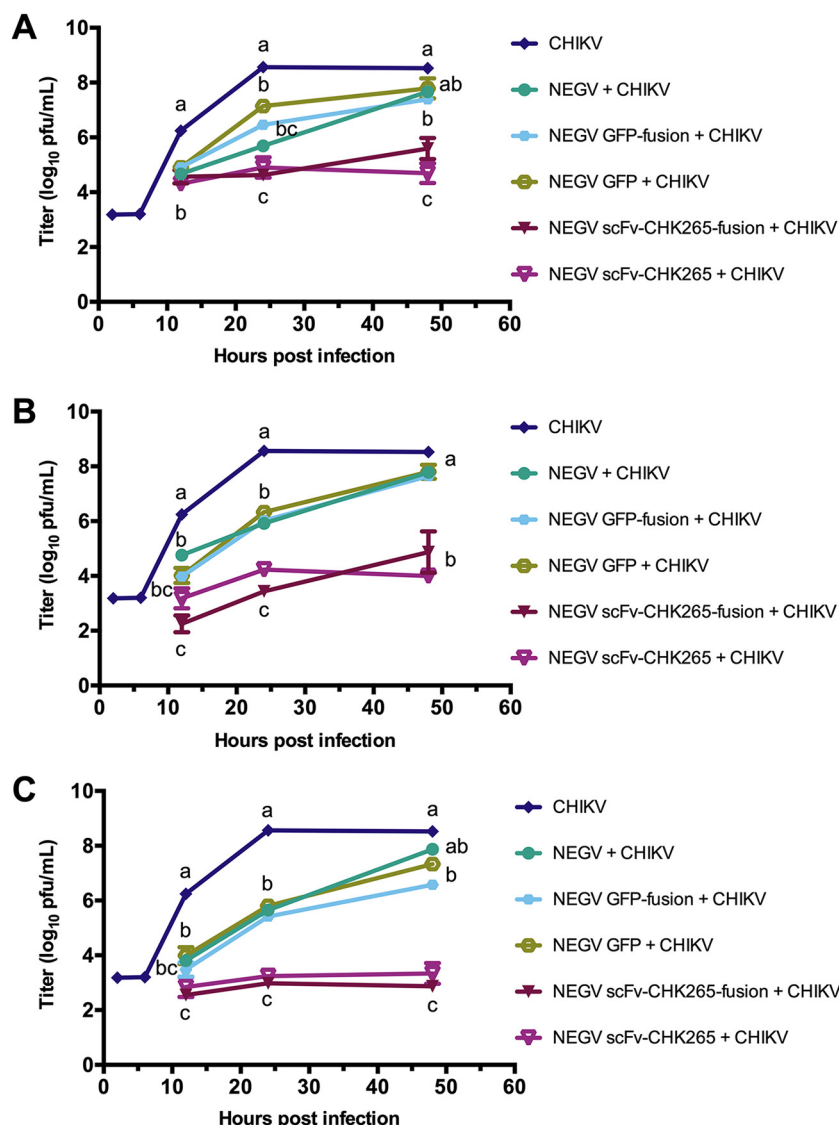 A
10
8
6
4
2
0
Titer (log10 pfu/mL)
0 10 20 30 40 50 60
Hours post infection
a
a
a
b
ab
bc
b
b
c
c
CHIKV
NEGV + CHIKV
NEGV GFP-fusion + CHIKV
NEGV GFP + CHIKV
NEGV scFv-CHK265-fusion + CHIKV
NEGV scFv-CHK265 + CHIKV
B
10
8
6
4
2
0
Titer (log10 pfu/mL)
0 10 20 30 40 50 60
Hours post infection
a
a
a
b
b
bc
b
c
c
CHIKV
NEGV + CHIKV
NEGV GFP-fusion + CHIKV
NEGV GFP + CHIKV
NEGV scFv-CHK265-fusion + CHIKV
NEGV scFv-CHK265 + CHIKV
C
10
8
6
4
2
0
Titer (log10 pfu/mL)
0 10 20 30 40 50 60
Hours post infection
a
a
a
ab
b
b
b
bc
c
c
c
CHIKV
NEGV + CHIKV
NEGV GFP-fusion + CHIKV
NEGV GFP + CHIKV
NEGV scFv-CHK265-fusion + CHIKV
NEGV scFv-CHK265 + CHIKV